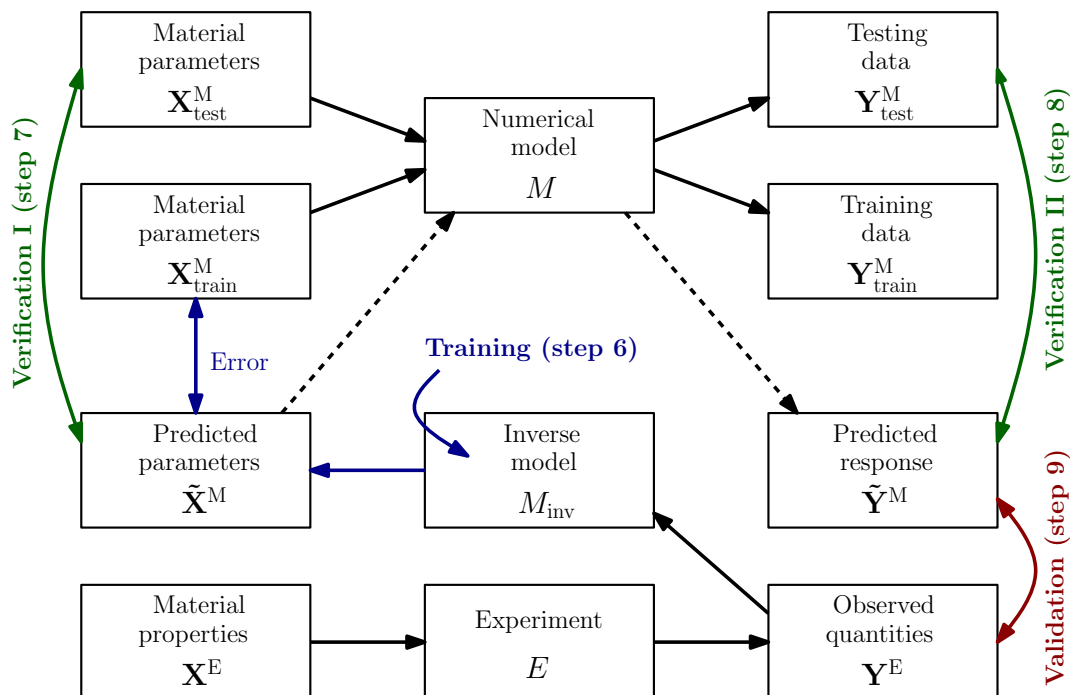 Material
parameters
X^M_test
Numerical
model
M
Testing
data
Y^M_test
Material
parameters
X^M_train
Training
data
Y^M_train
Verification I (step 7)
Verification II (step 8)
Error
Training (step 6)
Predicted
parameters
X̃^M
Inverse
model
M_inv
Predicted
response
Ỹ^M
Validation (step 9)
Material
properties
X^E
Experiment
E
Observed
quantities
Y^E